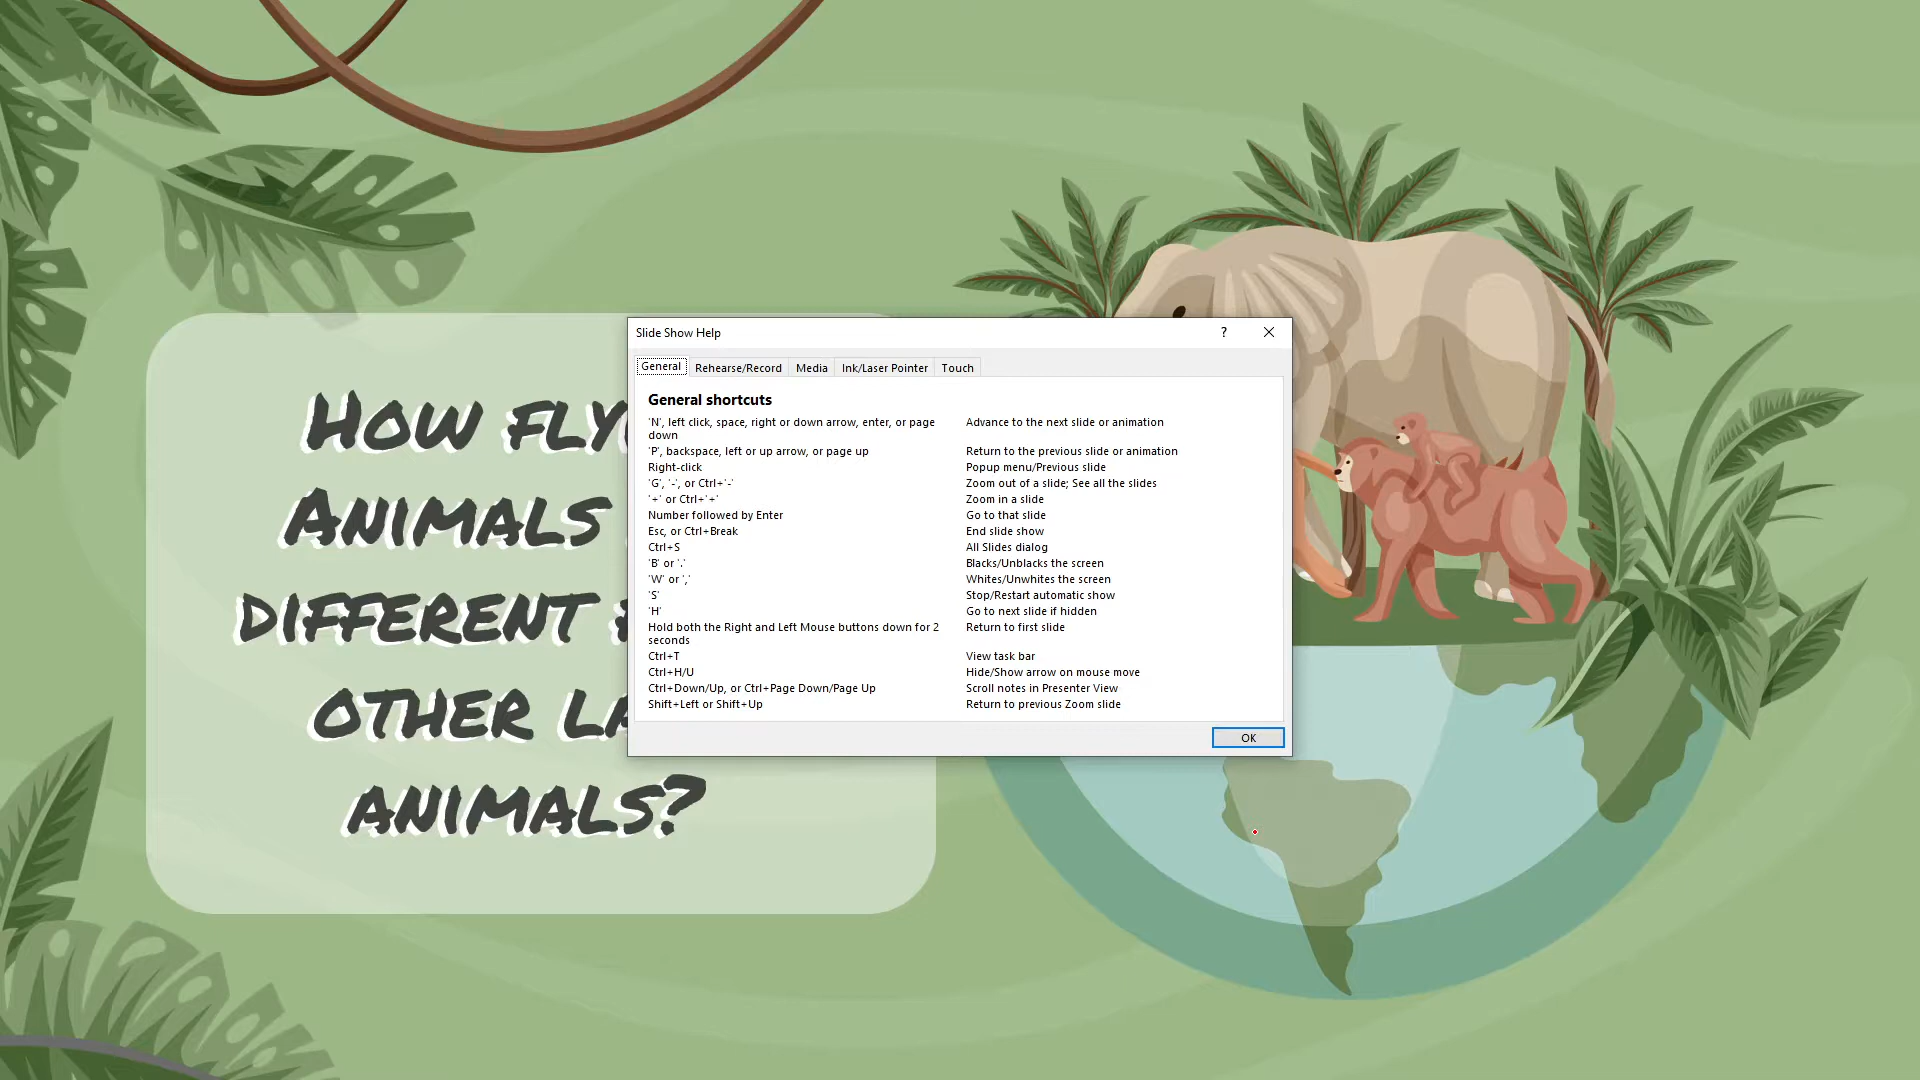 How fly
Animals
different
other la
animals?
Slide Show Help
?
General Rehearse/Record Media Ink/Laser Pointer Touch
General shortcuts
'N', left click, space, right or down arrow, enter, or page down Advance to the next slide or animation
'P', backspace, left or up arrow, or page up Return to the previous slide or animation
Right-click Popup menu/Previous slide
'G', '-', or Ctrl+'-' Zoom out of a slide; See all the slides
'+' or Ctrl+'+' Zoom in a slide
Number followed by Enter Go to that slide
Esc, or Ctrl+Break End slide show
Ctrl+S All Slides dialog
'B' or '.' Blacks/Unblacks the screen
'W' or ',' Whites/Unwhites the screen
'S' Stop/Restart automatic show
'H' Go to next slide if hidden
Hold both the Right and Left Mouse buttons down for 2 seconds Return to first slide
Ctrl+T View task bar
Ctrl+H/U Hide/Show arrow on mouse move
Ctrl+Down/Up, or Ctrl+Page Down/Page Up Scroll notes in Presenter View
Shift+Left or Shift+Up Return to previous Zoom slide
OK